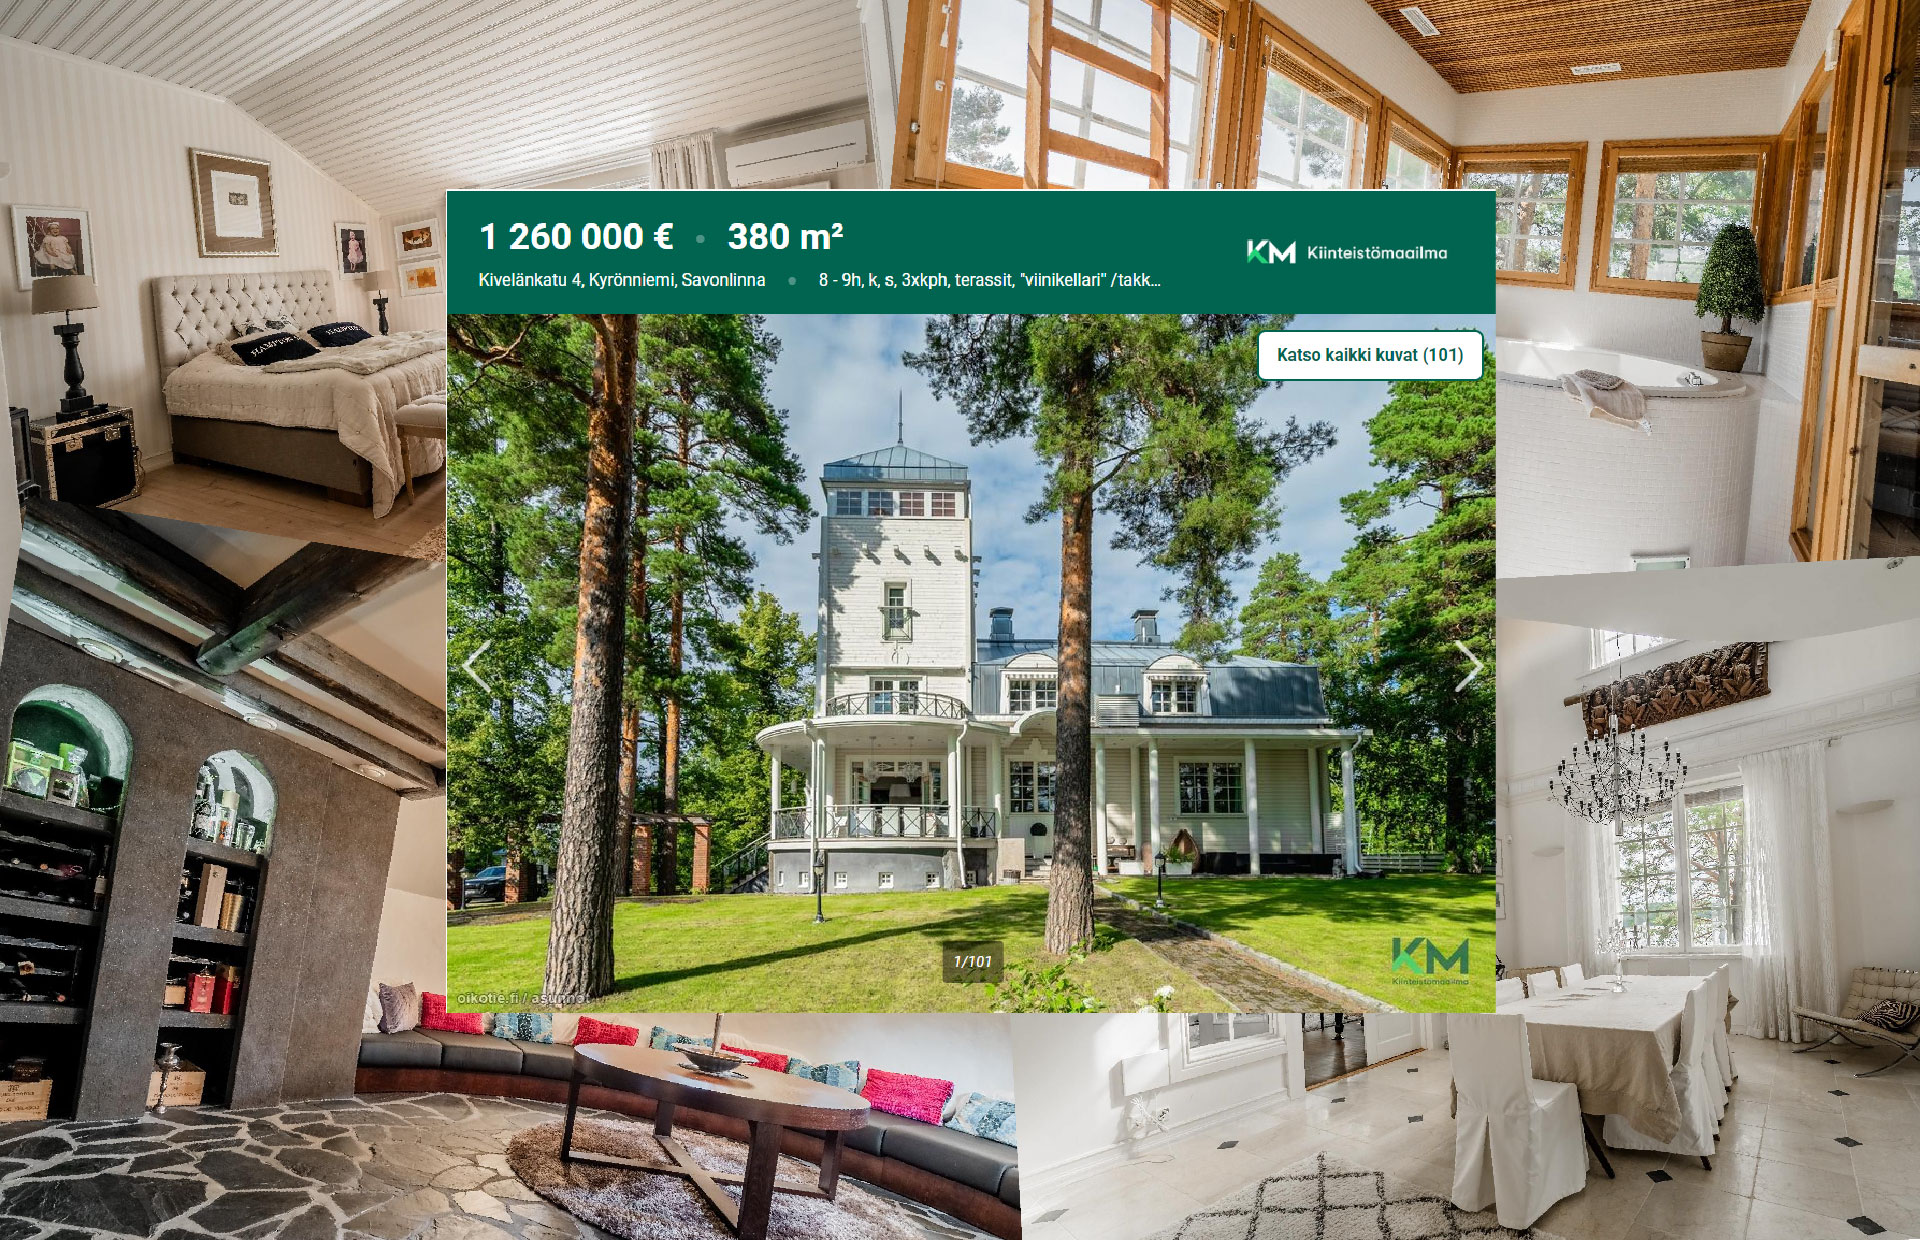 1 260 000 € • 380 m²
Kivelänkatu 4, Kyrönniemi, Savonlinna • 8 - 9h, k, s, 3xkph, terassit, "viinikellari" /takk...
KM Kiinteistömaailma
Katso kaikki kuvat (101)
HAMPTONS
1/101
KM
Kiinteistömaailma
oikotie.fi / asunnot